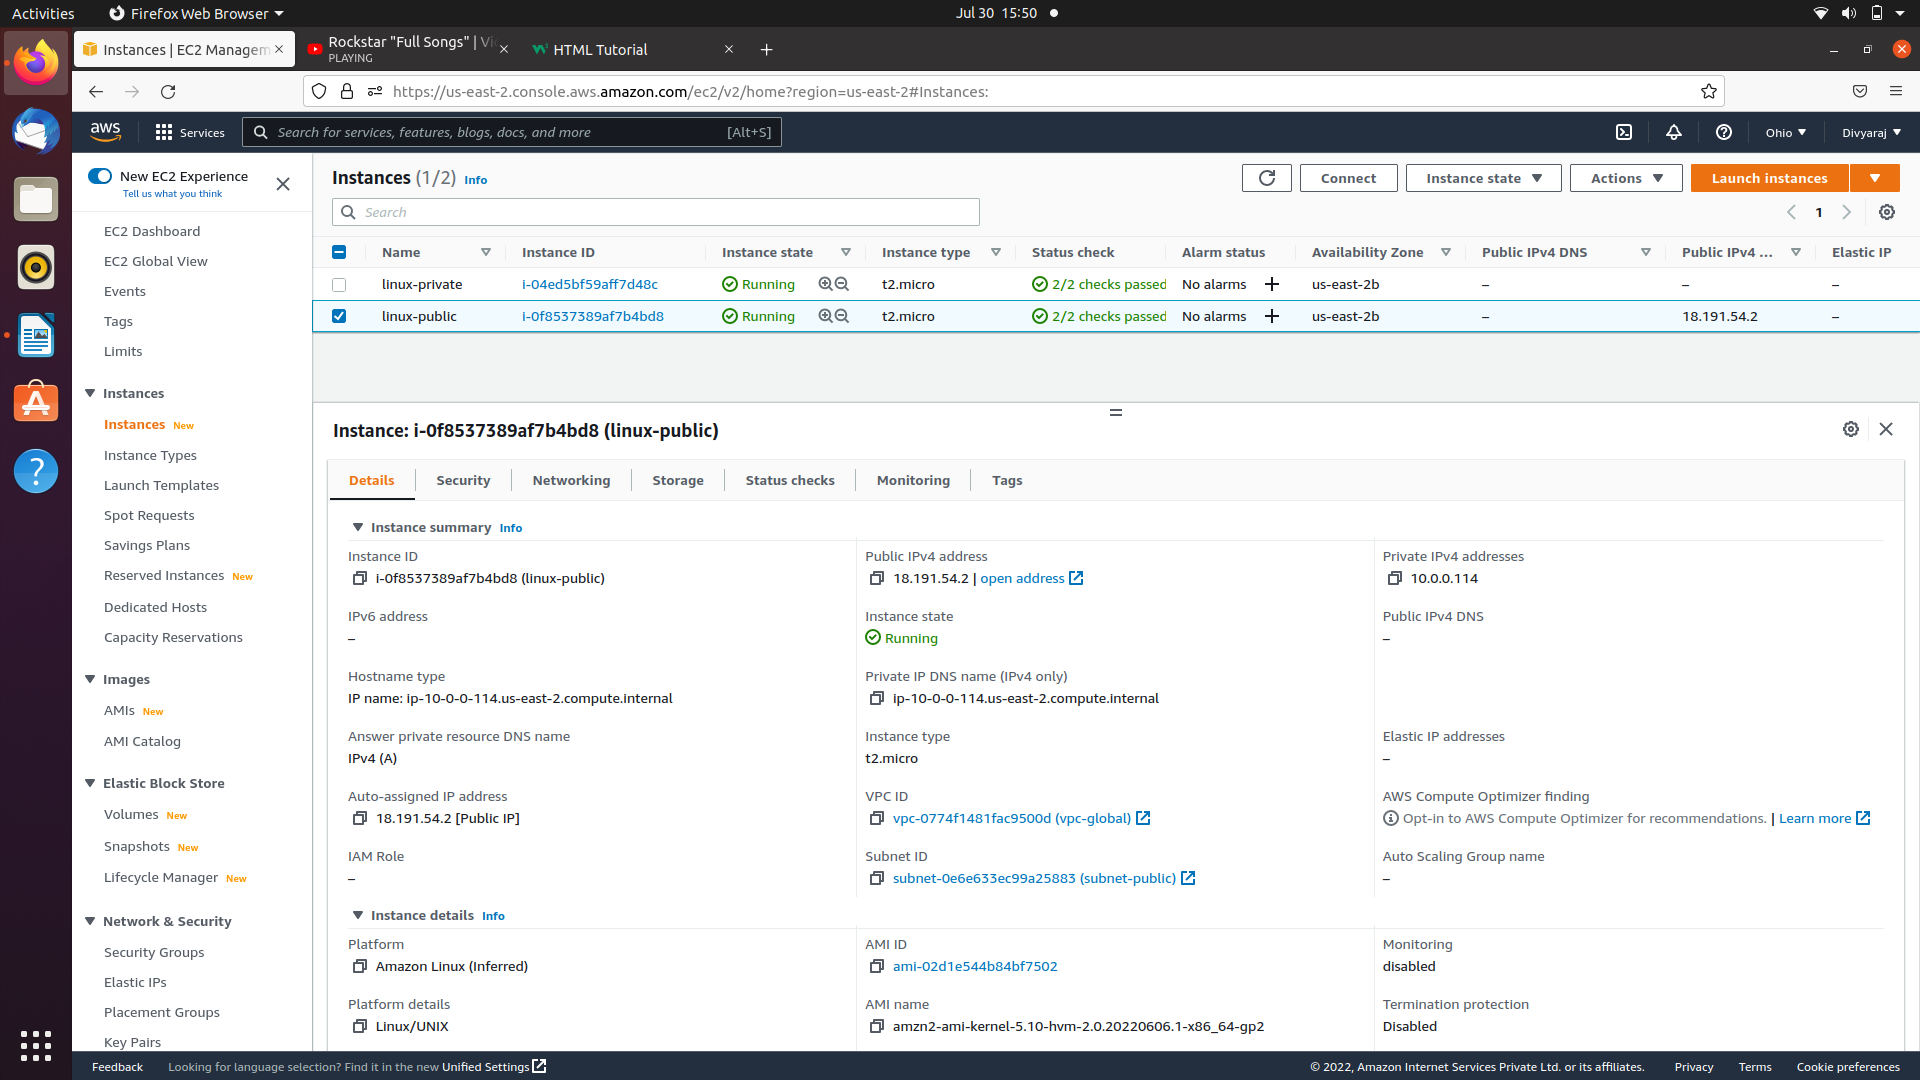 Activities
Firefox Web Browser
Jul 30 15:50
Instances | EC2 Managem
Rockstar "Full Songs" | Vi
PLAYING
HTML Tutorial
https://us-east-2.console.aws.amazon.com/ec2/v2/home?region=us-east-2#Instances:
aws
Services
Search for services, features, blogs, docs, and more
[Alt+S]
Ohio
Divyaraj
New EC2 Experience
Tell us what you think
EC2 Dashboard
EC2 Global View
Events
Tags
Limits
Instances
Instances New
Instance Types
Launch Templates
Spot Requests
Savings Plans
Reserved Instances New
Dedicated Hosts
Capacity Reservations
Images
AMIs New
AMI Catalog
Elastic Block Store
Volumes New
Snapshots New
Lifecycle Manager New
Network & Security
Security Groups
Elastic IPs
Placement Groups
Key Pairs
Instances (1/2) Info
Connect
Instance state
Actions
Launch instances
Search
1
Name Instance ID Instance state Instance type Status check Alarm status Availability Zone Public IPv4 DNS Public IPv4 ... Elastic IP
linux-private i-04ed5bf59aff7d48c Running t2.micro 2/2 checks passed No alarms + us-east-2b – – –
linux-public i-0f8537389af7b4bd8 Running t2.micro 2/2 checks passed No alarms + us-east-2b – 18.191.54.2 –
Instance: i-0f8537389af7b4bd8 (linux-public)
Details Security Networking Storage Status checks Monitoring Tags
Instance summary Info
Instance ID
i-0f8537389af7b4bd8 (linux-public)
Public IPv4 address
18.191.54.2 | open address
Private IPv4 addresses
10.0.0.114
IPv6 address
–
Instance state
Running
Public IPv4 DNS
–
Hostname type
IP name: ip-10-0-0-114.us-east-2.compute.internal
Private IP DNS name (IPv4 only)
ip-10-0-0-114.us-east-2.compute.internal
Answer private resource DNS name
IPv4 (A)
Instance type
t2.micro
Elastic IP addresses
–
Auto-assigned IP address
18.191.54.2 [Public IP]
VPC ID
vpc-0774f1481fac9500d (vpc-global)
AWS Compute Optimizer finding
Opt-in to AWS Compute Optimizer for recommendations. | Learn more
IAM Role
–
Subnet ID
subnet-0e6e633ec99a25883 (subnet-public)
Auto Scaling Group name
–
Instance details Info
Platform
Amazon Linux (Inferred)
AMI ID
ami-02d1e544b84bf7502
Monitoring
disabled
Platform details
Linux/UNIX
AMI name
amzn2-ami-kernel-5.10-hvm-2.0.20220606.1-x86_64-gp2
Termination protection
Disabled
Feedback
Looking for language selection? Find it in the new Unified Settings
© 2022, Amazon Internet Services Private Ltd. or its affiliates.
Privacy
Terms
Cookie preferences